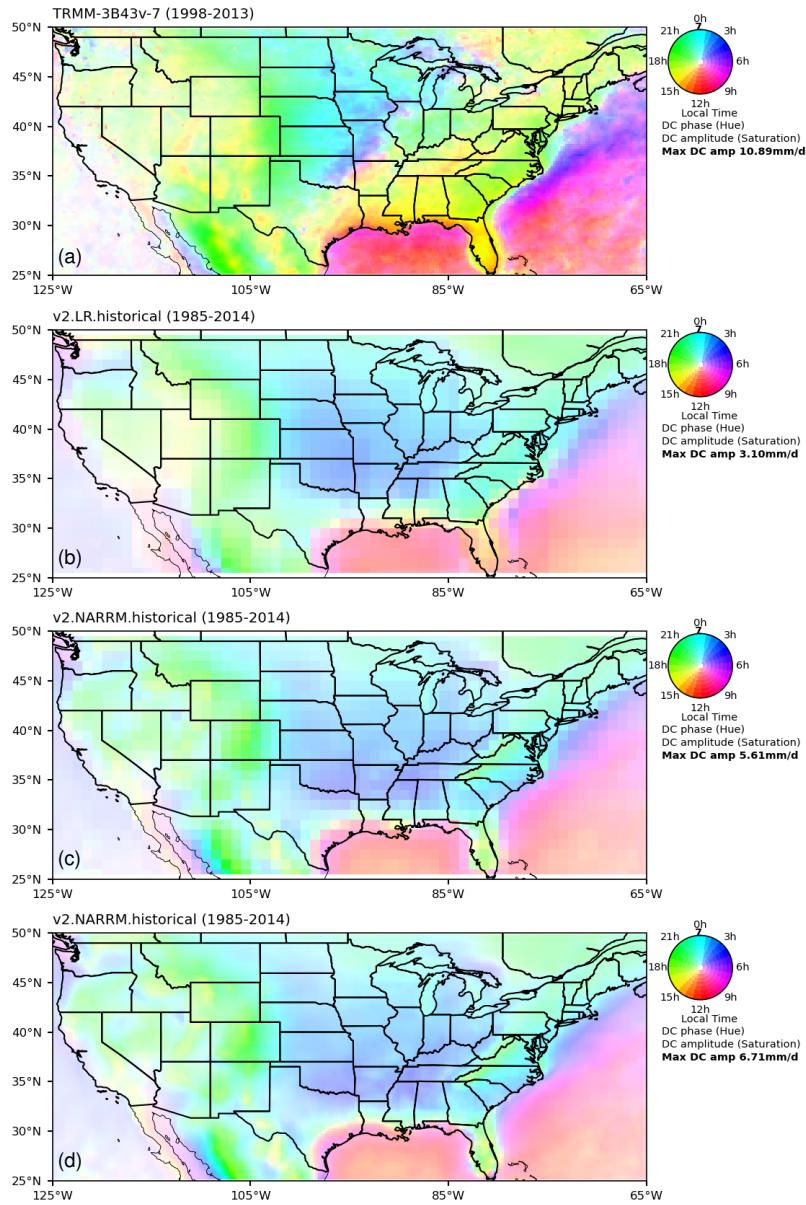 TRMM-3B43v-7 (1998-2013)
50°N
45°N
40°N
35°N
30°N
25°N
(a)
125°W
105°W
85°W
65°W
0h
21h
3h
18h
6h
15h
9h
12h
Local Time
DC phase (Hue)
DC amplitude (Saturation)
Max DC amp 10.89mm/d
v2.LR.historical (1985-2014)
50°N
45°N
40°N
35°N
30°N
25°N
(b)
125°W
105°W
85°W
65°W
0h
7
21h
3h
18h
6h
15h
9h
12h
Local Time
DC phase (Hue)
DC amplitude (Saturation)
Max DC amp 3.10mm/d
v2.NARRM.historical (1985-2014)
50°N
45°N
40°N
35°N
30°N
25°N
(c)
125°W
105°W
85°W
65°W
0h
7
21h
3h
18h
6h
15h
9h
12h
Local Time
DC phase (Hue)
DC amplitude (Saturation)
Max DC amp 5.61mm/d
v2.NARRM.historical (1985-2014)
50°N
45°N
40°N
35°N
30°N
25°N
(d)
125°W
105°W
85°W
65°W
0h
7
21h
3h
18h
6h
15h
9h
12h
Local Time
DC phase (Hue)
DC amplitude (Saturation)
Max DC amp 6.71mm/d